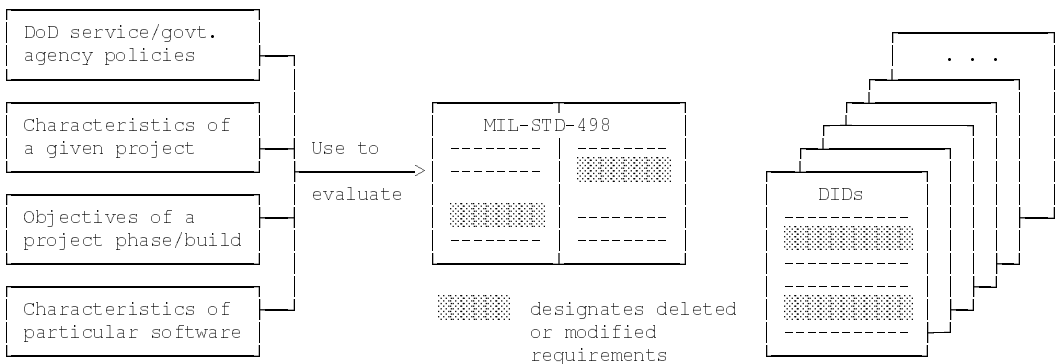 DoD service/govt.
agency policies
Characteristics of
a given project
Objectives of a
project phase/build
Characteristics of
particular software
Use to
evaluate
MIL-STD-498
designates deleted
or modified
requirements
DIDs
. . .